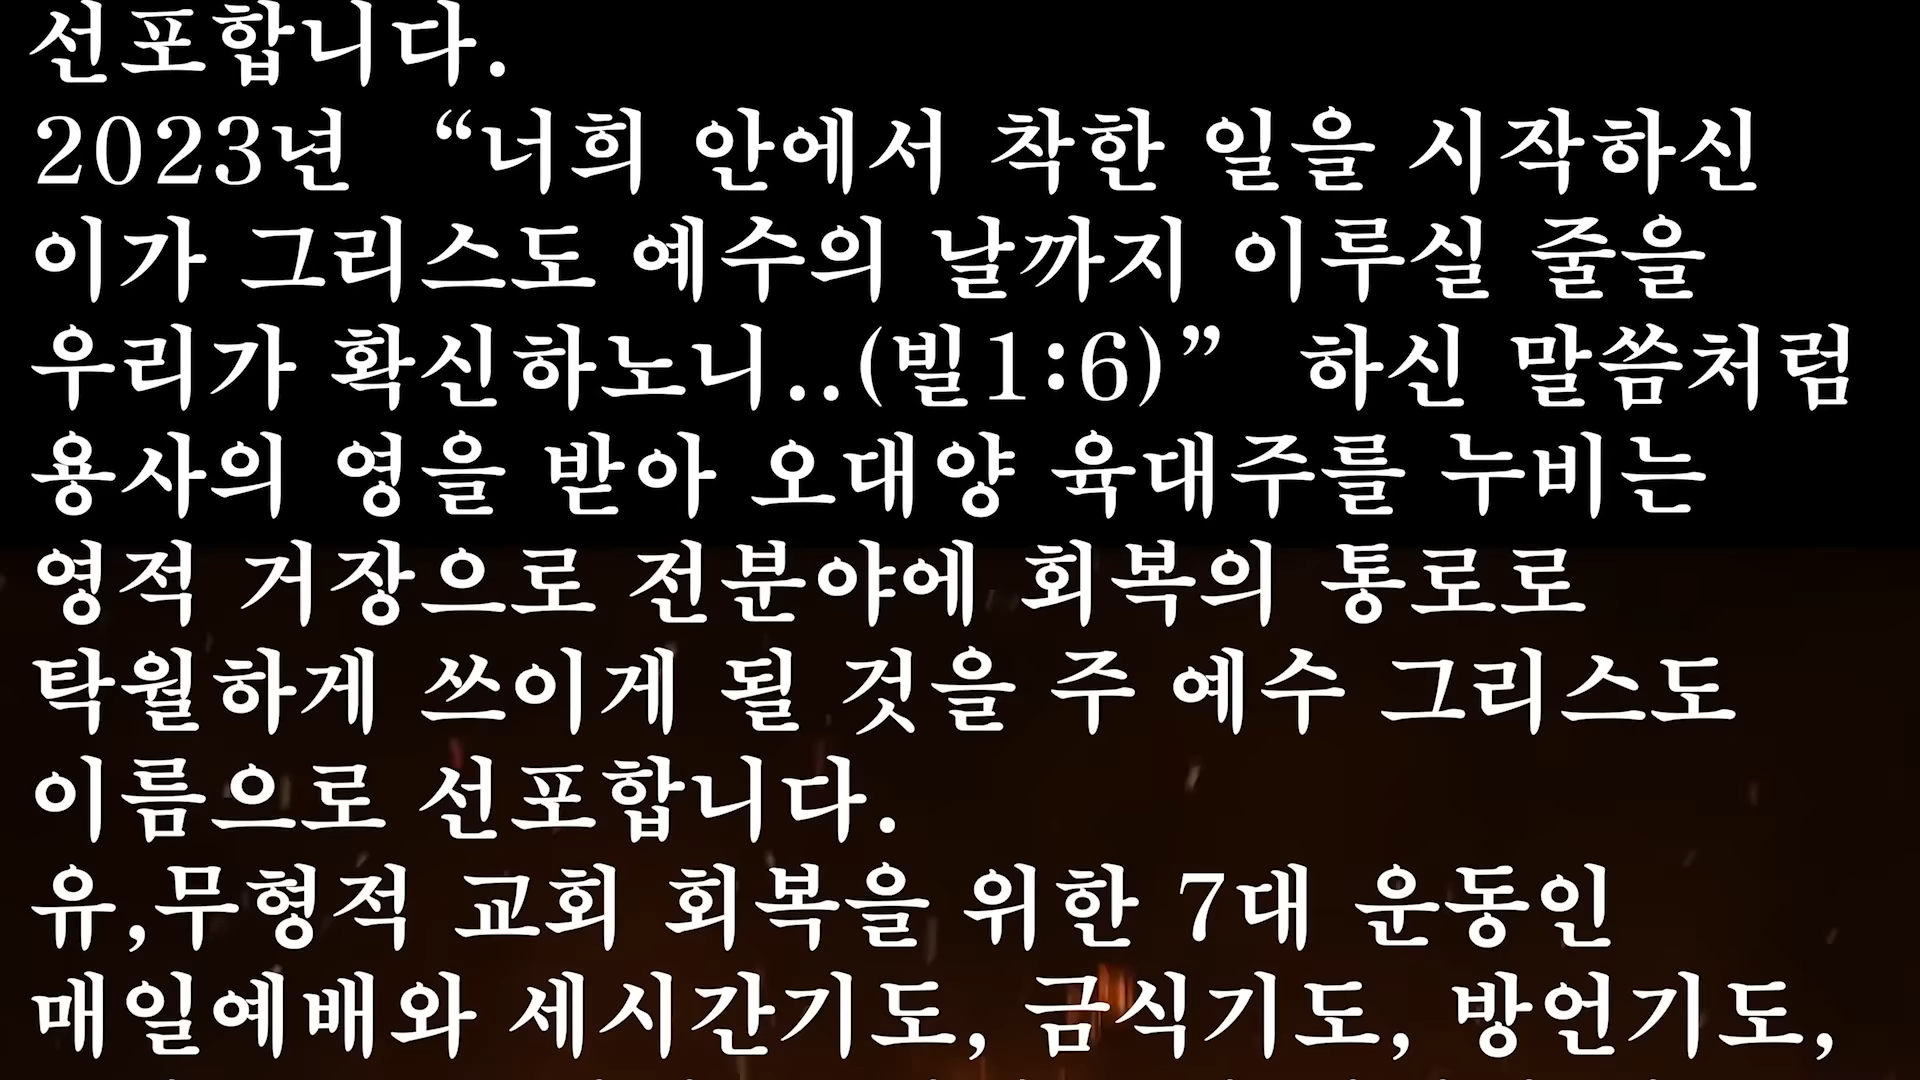 선포합니다.
2023년 “너희 안에서 착한 일을 시작하신
이가 그리스도 예수의 날까지 이루실 줄을
우리가 확신하노니..(빌1:6)” 하신 말씀처럼
용사의 영을 받아 오대양 육대주를 누비는
영적 거장으로 전분야에 회복의 통로로
탁월하게 쓰이게 될 것을 주 예수 그리스도
이름으로 선포합니다.
유,무형적 교회 회복을 위한 7대 운동인
매일예배와 세시간기도, 금식기도, 방언기도,